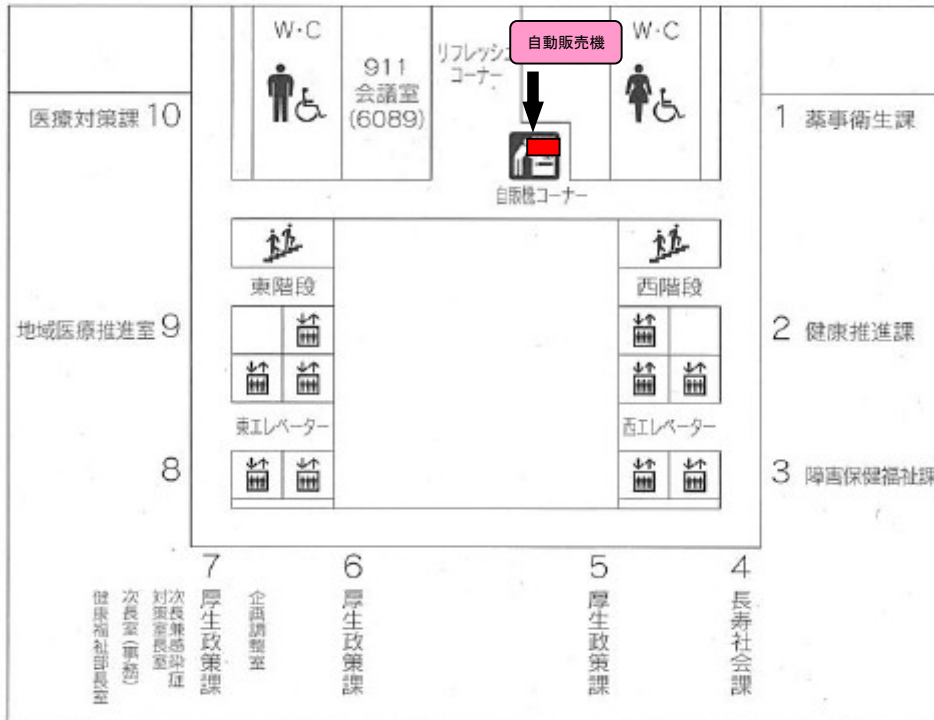 W・C
911
会議室
(6089)
リフレッシュ
コーナー
自動販売機
W・C
自販機コーナー
医療対策課 10
1 薬事衛生課
東階段
西階段
地域医療推進室 9
2 健康推進課
東エレベーター
西エレベーター
8
3 障害保健福祉課
7
6
5
4
健康福祉部長室
次長室(事務)
次長兼感染症
対策室長室
厚生政策課
企画調整室
厚生政策課
厚生政策課
長寿社会課